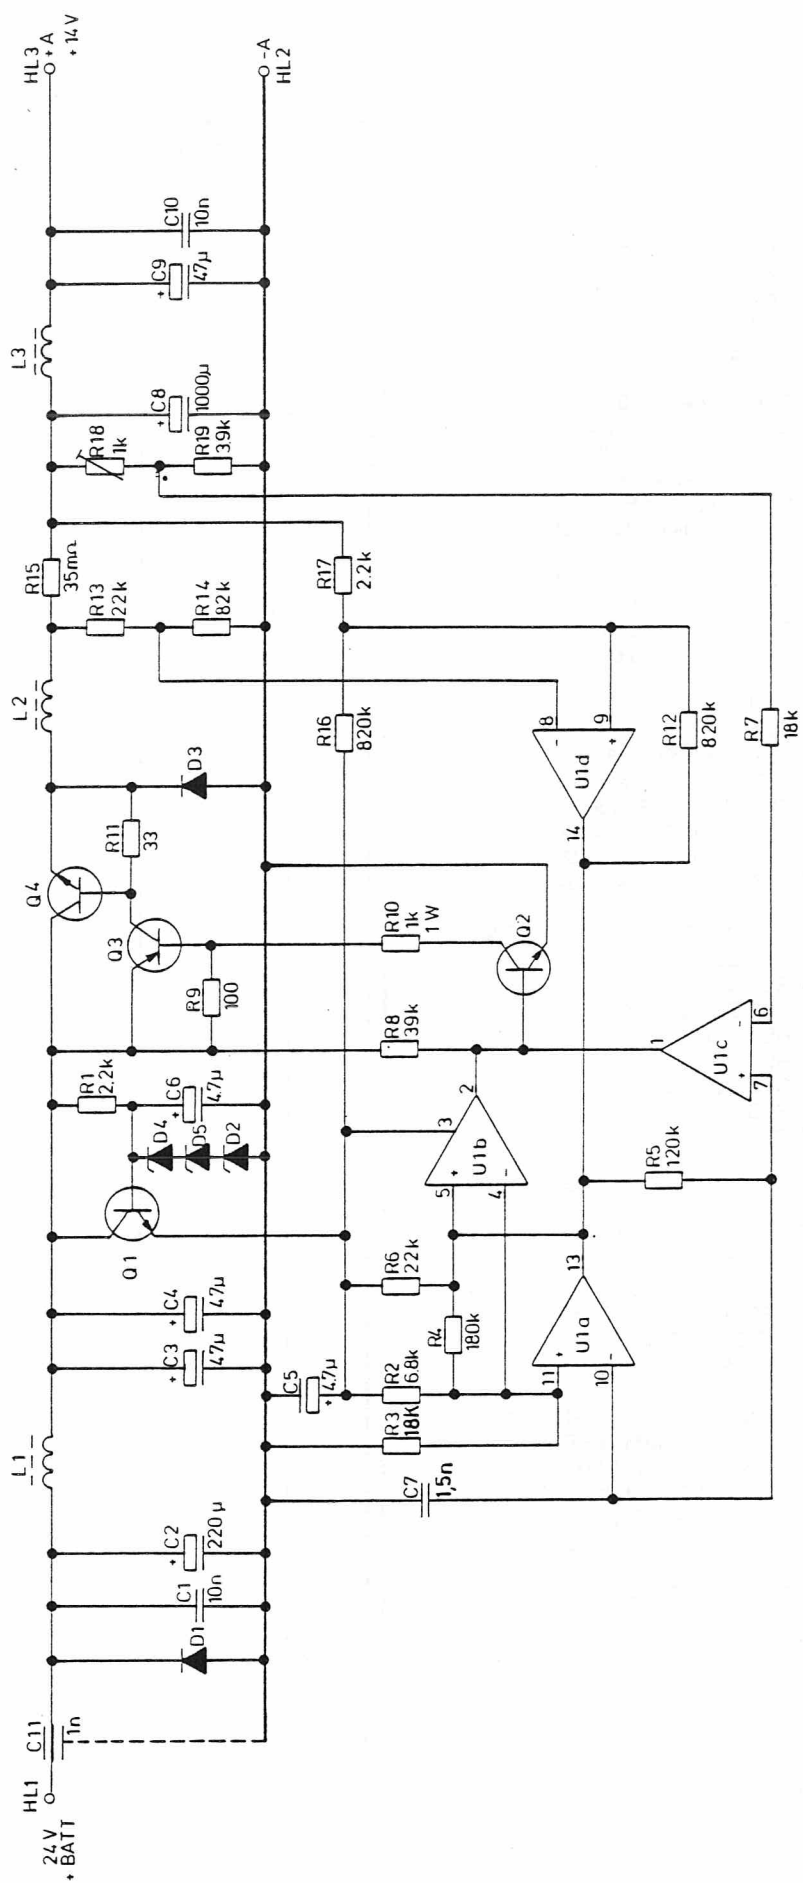 HL1
24V
+ BATT
C11
1n
D1
C1
10n
+ C2
220µ
L1
+ C3
47µ
+ C4
47µ
Q1
D4
D5
D2
R1
2.2k
+ C6
4.7µ
R9
100
Q3
Q4
R11
33
D3
L2
R13
22k
R14
82k
R15
35mΩ
R18
1k
R19
3.9k
+ C8
1000µ
L3
+ C9
47µ
C10
10n
HL3
+A
+14V
-A
HL2
C5
+ 4.7µ
C7
1,5n
R3
18K
R2
6.8k
R4
180k
R6
22k
R8
39k
R10
1k
1W
Q2
R16
820k
R17
2.2k
U1a
11
+
10
-
13
U1b
5
+
4
-
3
2
R5
120k
U1c
7
+
6
-
1
U1d
8
-
9
+
14
R12
820k
R7
18k